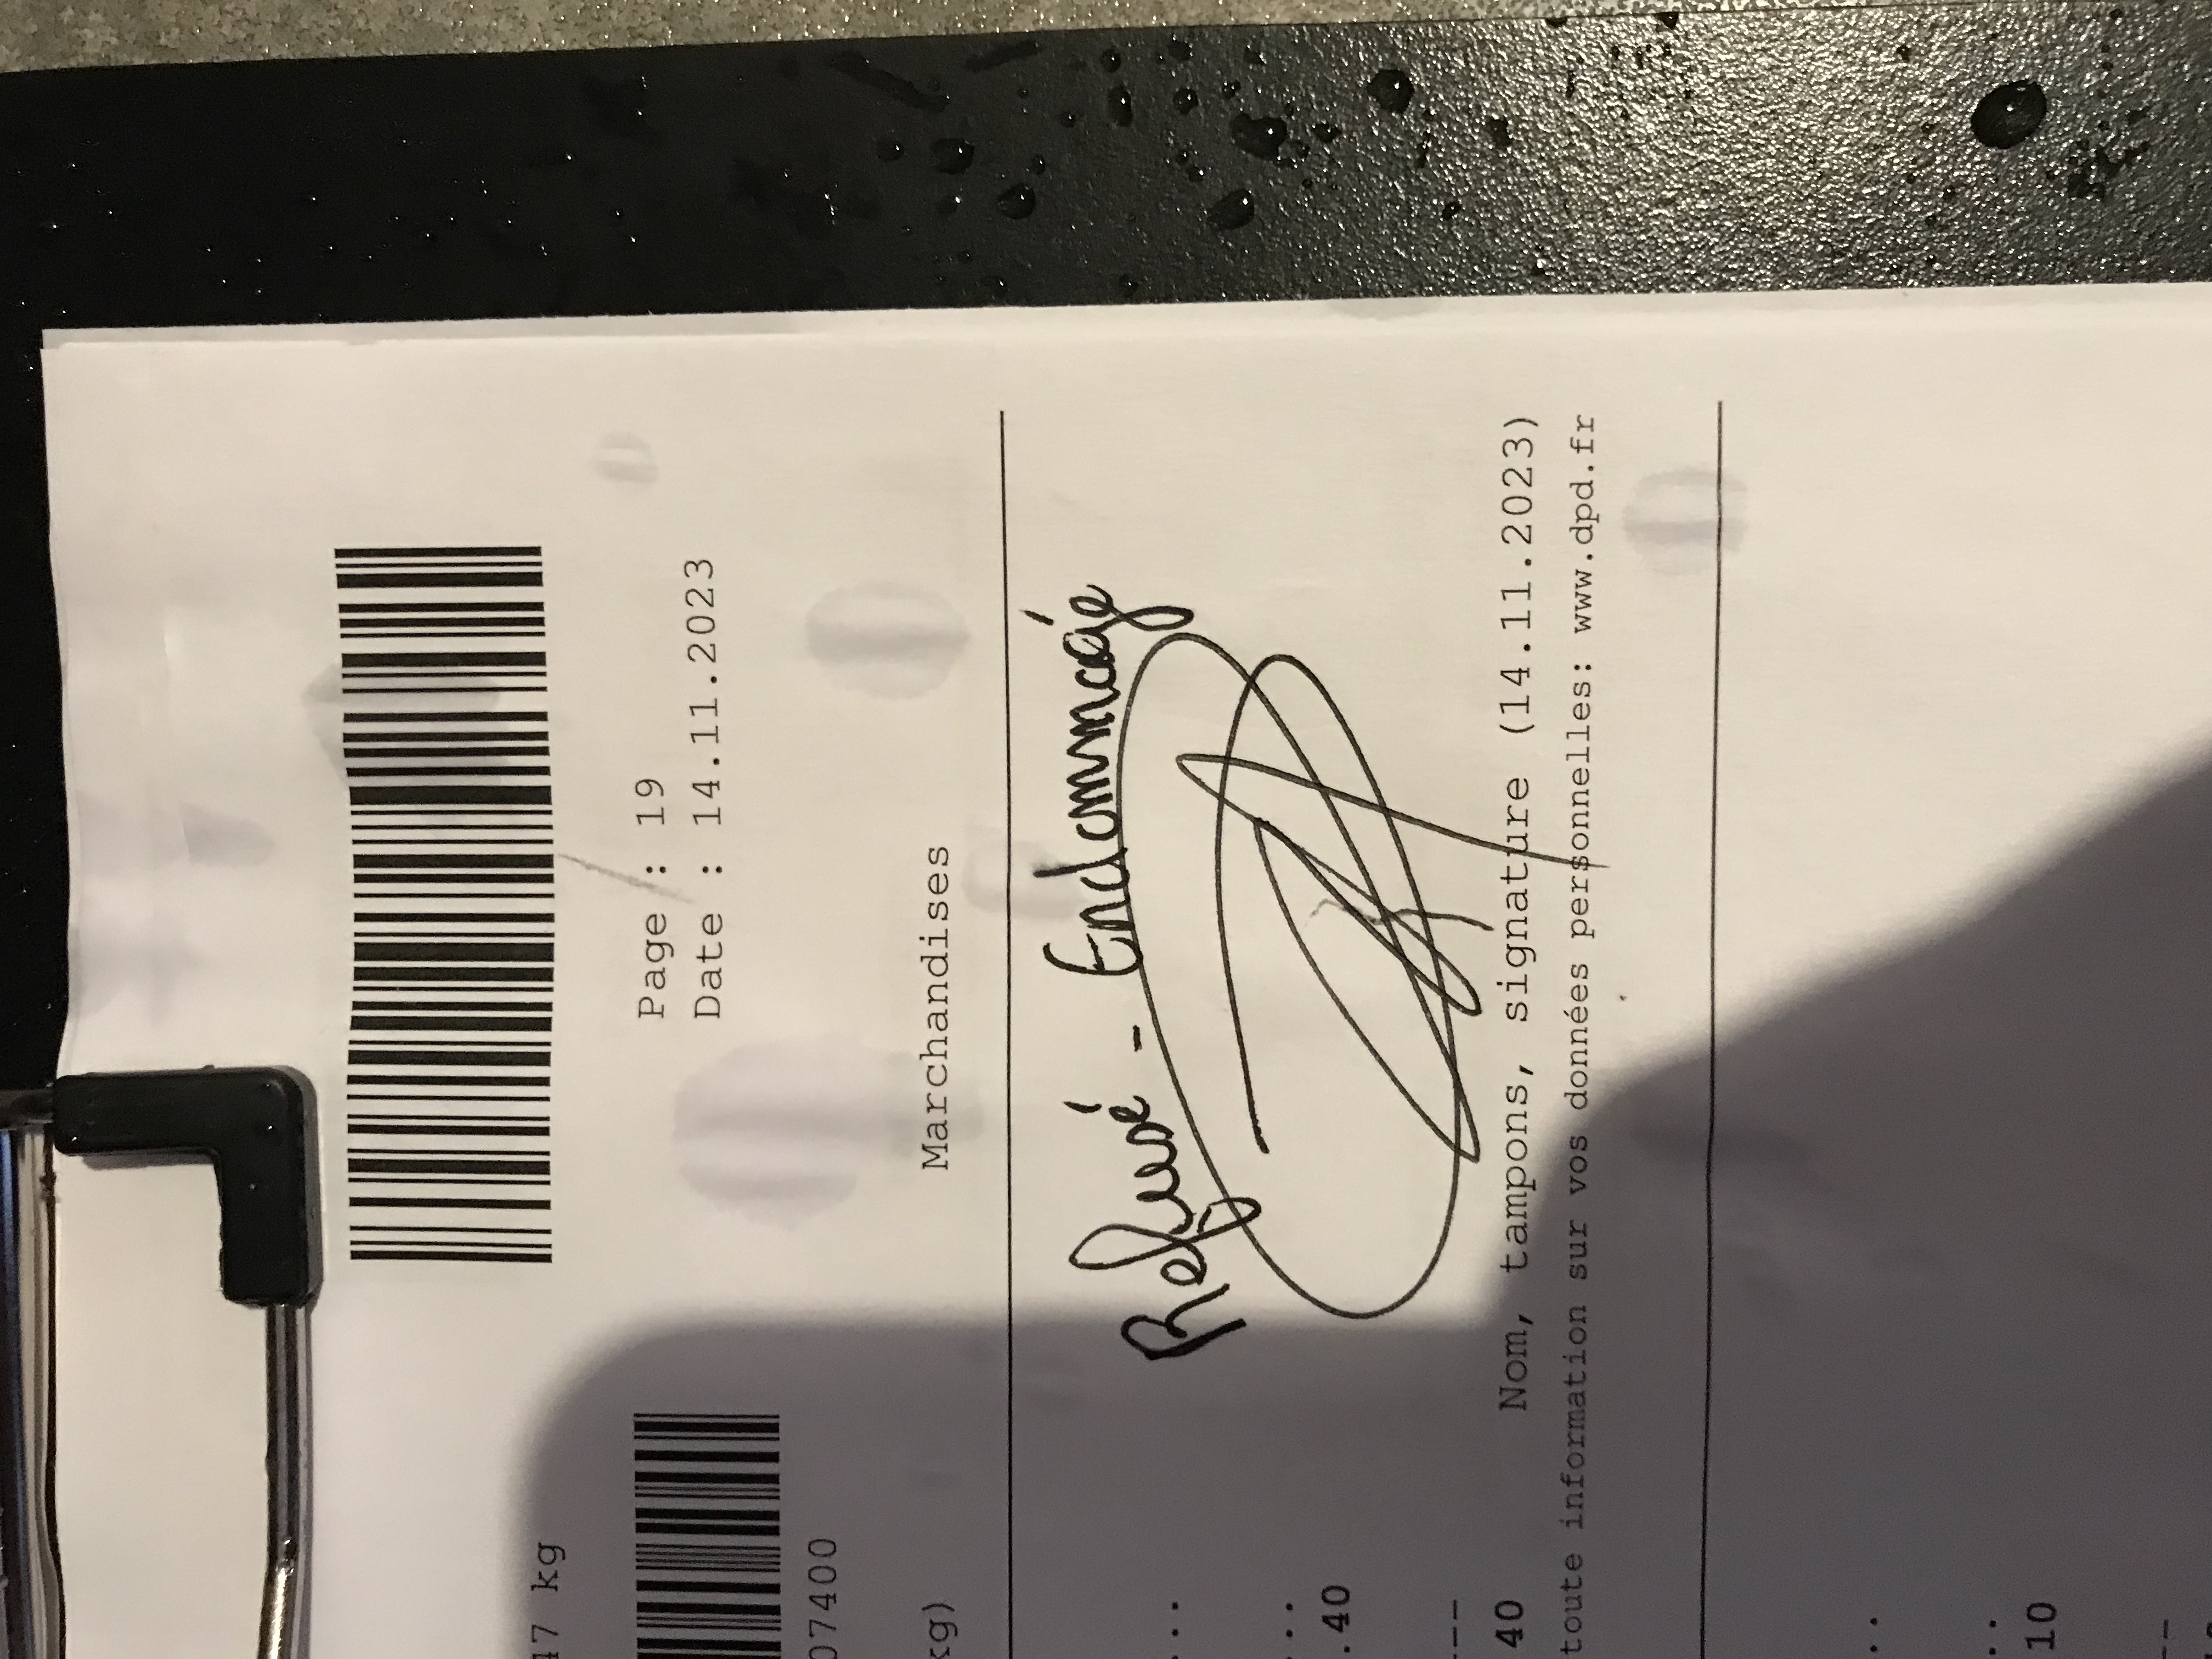 47 kg
Page : 19
Date : 14.11.2023
07400
kg)
Marchandises
Refusé - Endommagé
...
...
.40
---
40
Nom, tampons, signature (14.11.2023)
toute information sur vos données personnelles: www.dpd.fr
..
..
10
--